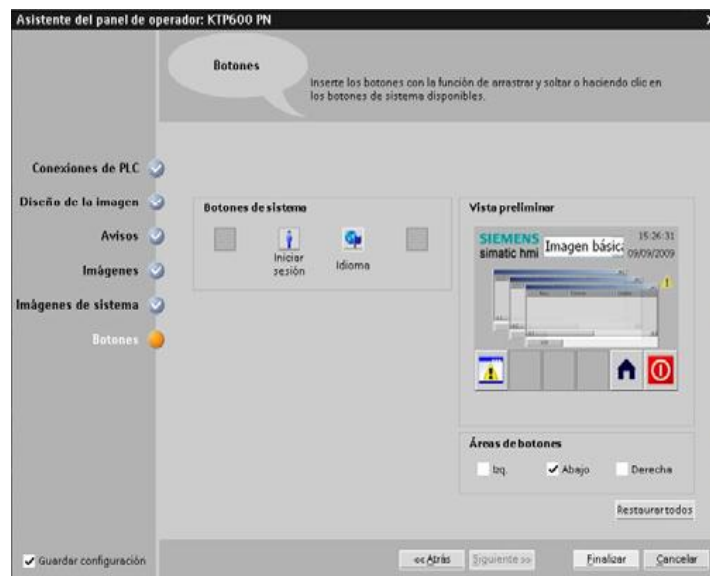 Asistente del panel de operador: KTP600 PN
Botones
Inserte los botones con la función de arrastrar y soltar o haciendo clic en
los botones de sistema disponibles.
Conexiones de PLC
Diseño de la imagen
Avisos
Imágenes
Imágenes de sistema
Botones
Botones de sistema
Iniciar
sesión
Idioma
Vista preliminar
SIEMENS
simatic hmi
Imagen básica
15:26:31
09/09/2009
Áreas de botones
Izq.
Abajo
Derecha
Restaurar todos
Guardar configuración
<< Atrás
Siguiente >>
Finalizar
Cancelar